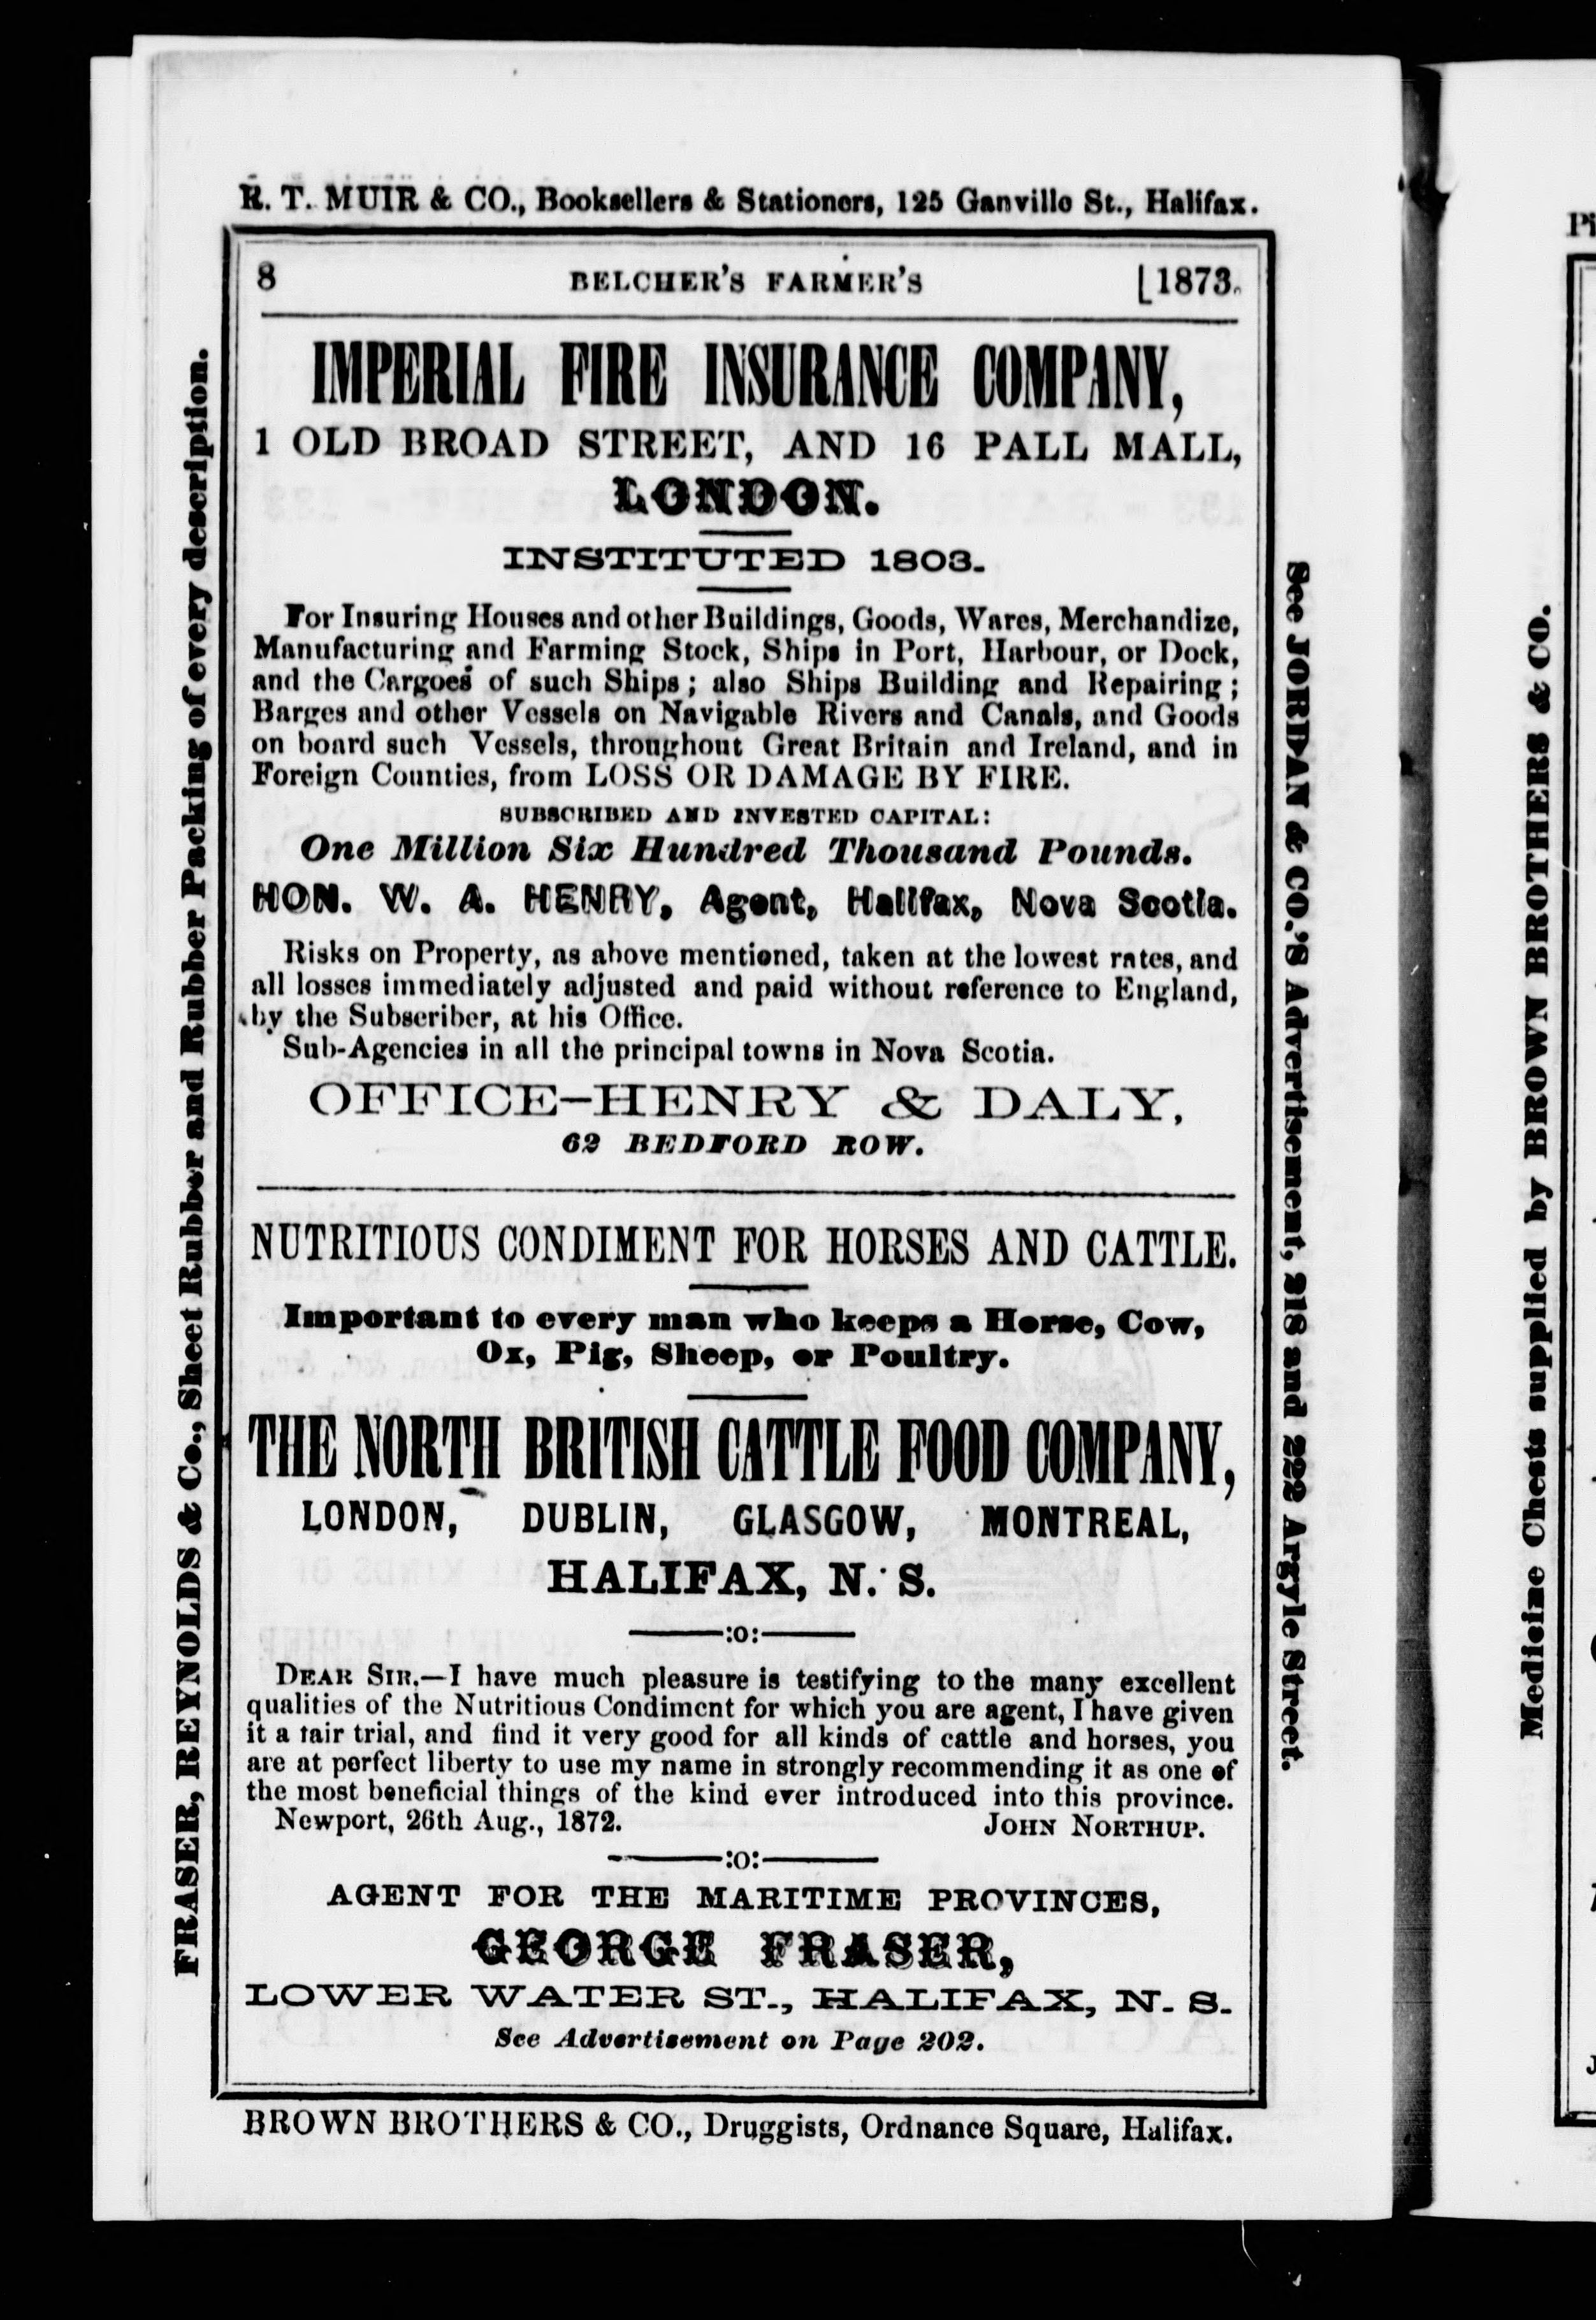 R. T. MUIR & CO., Booksellers & Stationers, 125 Ganville St., Halifax.
8 BELCHER'S FARMER'S [1873.
IMPERIAL FIRE INSURANCE COMPANY,
1 OLD BROAD STREET, AND 16 PALL MALL,
LONDON.
INSTITUTED 1803.
For Insuring Houses and other Buildings, Goods, Wares, Merchandize,
Manufacturing and Farming Stock, Ships in Port, Harbour, or Dock,
and the Cargoes of such Ships; also Ships Building and Repairing;
Barges and other Vessels on Navigable Rivers and Canals, and Goods
on board such Vessels, throughout Great Britain and Ireland, and in
Foreign Counties, from LOSS OR DAMAGE BY FIRE.
SUBSCRIBED AND INVESTED CAPITAL:
One Million Six Hundred Thousand Pounds.
HON. W. A. HENRY, Agent, Halifax, Nova Scotia.
Risks on Property, as above mentioned, taken at the lowest rates, and
all losses immediately adjusted and paid without reference to England,
by the Subscriber, at his Office.
Sub-Agencies in all the principal towns in Nova Scotia.
OFFICE-HENRY & DALY,
62 BEDFORD ROW.
NUTRITIOUS CONDIMENT FOR HORSES AND CATTLE.
Important to every man who keeps a Horse, Cow,
Ox, Pig, Sheep, or Poultry.
THE NORTH BRITISH CATTLE FOOD COMPANY,
LONDON, DUBLIN, GLASGOW, MONTREAL,
HALIFAX, N. S.
:o:
DEAR SIR.—I have much pleasure is testifying to the many excellent
qualities of the Nutritious Condiment for which you are agent, I have given
it a fair trial, and find it very good for all kinds of cattle and horses, you
are at perfect liberty to use my name in strongly recommending it as one of
the most beneficial things of the kind ever introduced into this province.
Newport, 26th Aug., 1872. JOHN NORTHUP.
:o:
AGENT FOR THE MARITIME PROVINCES,
GEORGE FRASER,
LOWER WATER ST., HALIFAX, N. S.
See Advertisement on Page 202.
BROWN BROTHERS & CO., Druggists, Ordnance Square, Halifax.
FRASER, REYNOLDS & Co., Sheet Rubber and Rubber Packing of every description.
See JORDAN & CO.'S Advertisement, 218 and 222 Argyle Street.
Medicine Chests supplied by BROWN BROTHERS & CO.